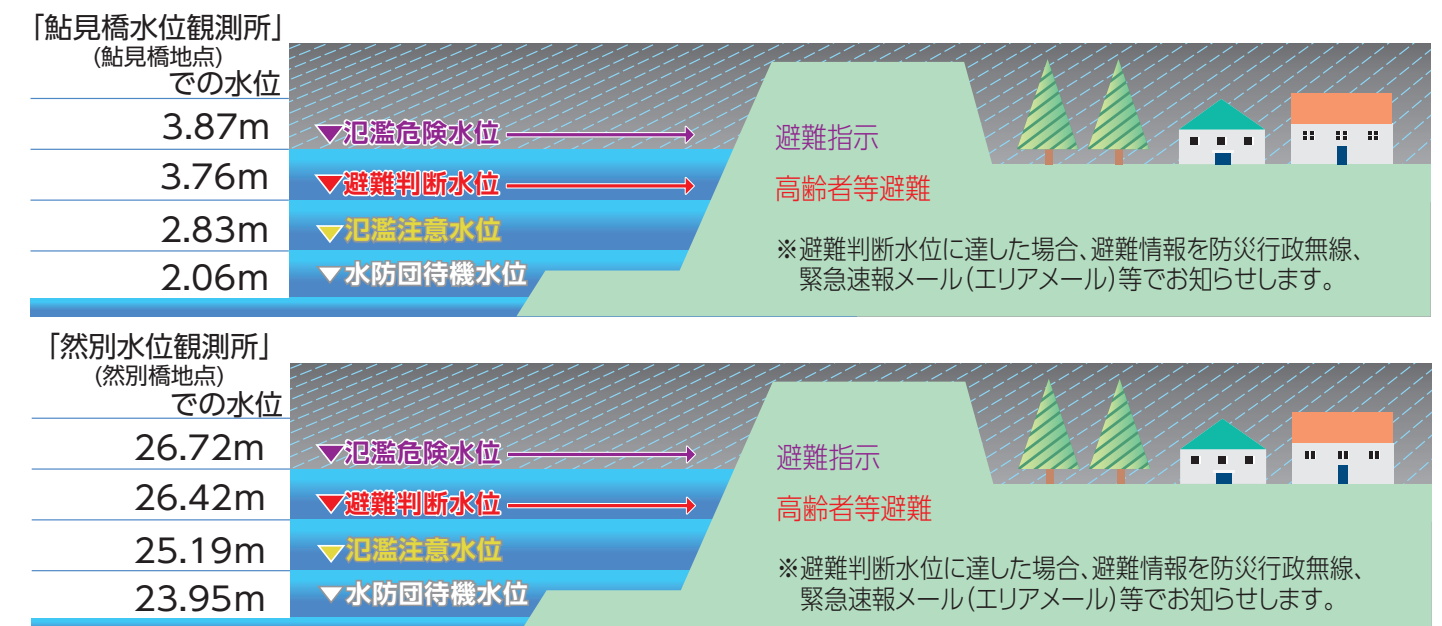 「鮎見橋水位観測所」
(鮎見橋地点)
での水位
3.87m ▼氾濫危険水位 避難指示
3.76m ▼避難判断水位 高齢者等避難
2.83m ▼氾濫注意水位
2.06m ▼水防団待機水位
※避難判断水位に達した場合、避難情報を防災行政無線、
緊急速報メール(エリアメール)等でお知らせします。
「然別水位観測所」
(然別橋地点)
での水位
26.72m ▼氾濫危険水位 避難指示
26.42m ▼避難判断水位 高齢者等避難
25.19m ▼氾濫注意水位
23.95m ▼水防団待機水位
※避難判断水位に達した場合、避難情報を防災行政無線、
緊急速報メール(エリアメール)等でお知らせします。